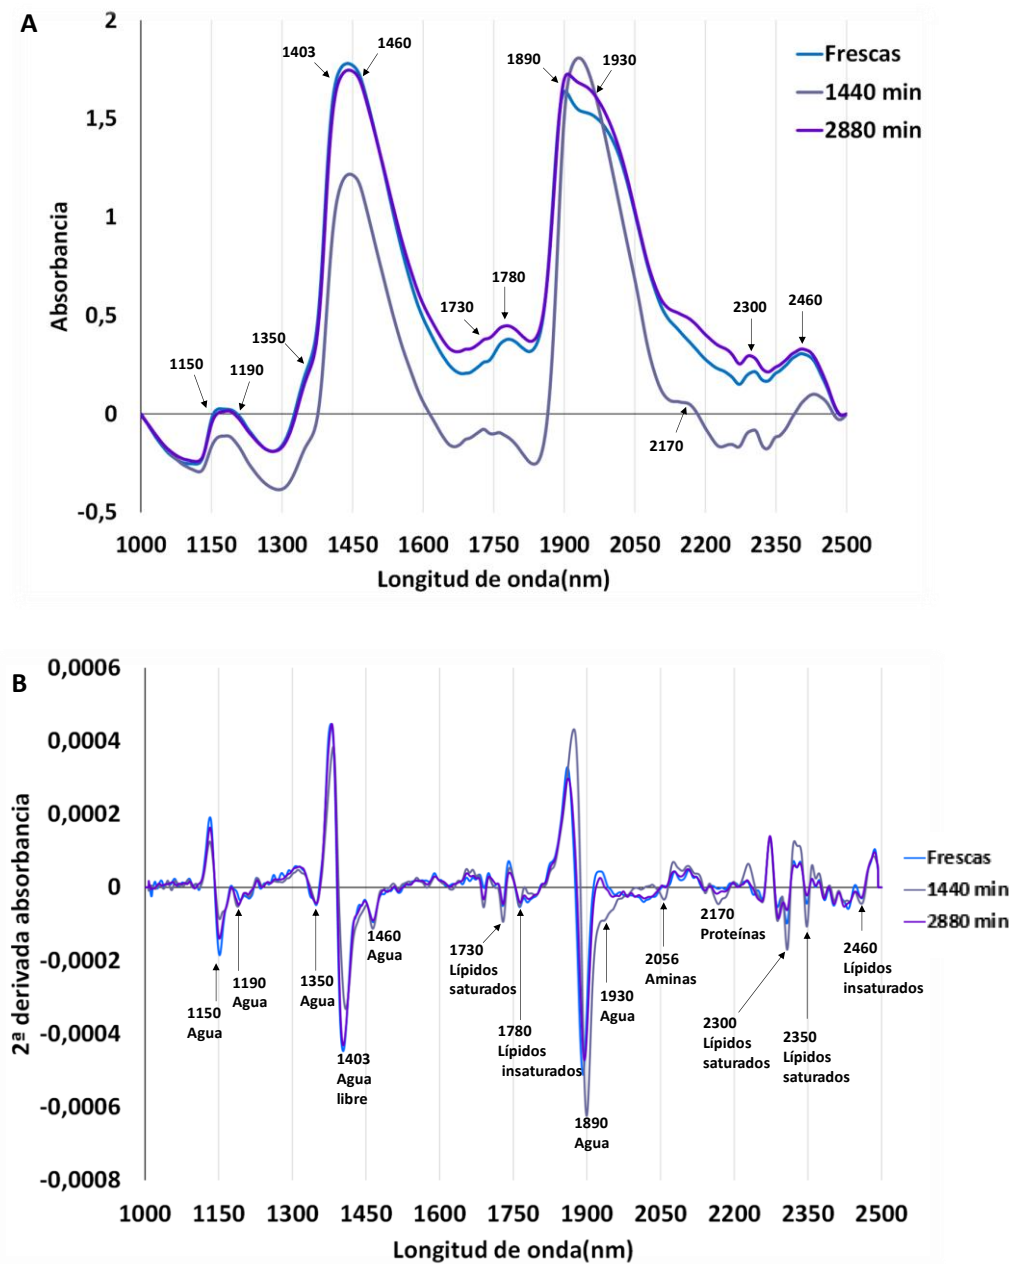 A
2
1,5
1
0,5
0
-0,5
Absorbancia
1403
1460
1890
1930
Frescas
1440 min
2880 min
1150
1190
1350
1730
1780
2300
2460
2170
1000 1150 1300 1450 1600 1750 1900 2050 2200 2350 2500
Longitud de onda(nm)
B
0,0006
0,0004
0,0002
0
-0,0002
-0,0004
-0,0006
-0,0008
2ª derivada absorbancia
Frescas
1440 min
2880 min
1150
Agua
1190
Agua
1350
Agua
1403
Agua
libre
1460
Agua
1730
Lípidos
saturados
1780
Lípidos
insaturados
1890
Agua
1930
Agua
2056
Aminas
2170
Proteínas
2300
Lípidos
saturados
2350
Lípidos
saturados
2460
Lípidos
insaturados
1000 1150 1300 1450 1600 1750 1900 2050 2200 2350 2500
Longitud de onda(nm)